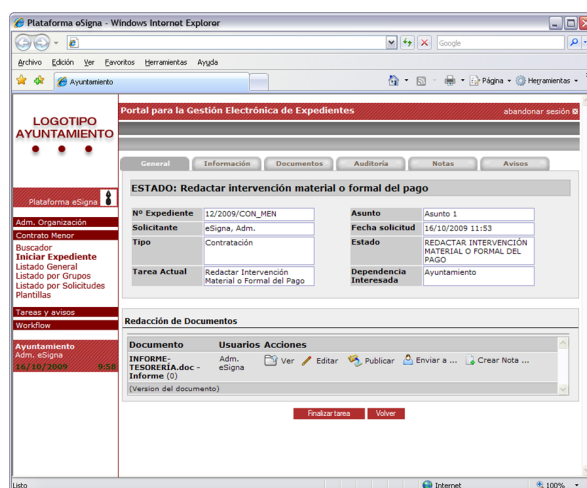 Plataforma eSigna - Windows Internet Explorer
Google
Archivo Edición Ver Favoritos Herramientas Ayuda
Ayuntamiento
Página Herramientas
LOGOTIPO
AYUNTAMIENTO
Portal para la Gestión Electrónica de Expedientes
abandonar sesión
General Información Documentos Auditoría Notas Avisos
Plataforma eSigna
Adm. Organización
Contrato Menor
Buscador
Iniciar Expediente
Listado General
Listado por Grupos
Listado por Solicitudes
Plantillas
Tareas y avisos
Workflow
Ayuntamiento
Adm. eSigna
16/10/2009 9:58
ESTADO: Redactar intervención material o formal del pago
Nº Expediente 12/2009/CON_MEN Asunto Asunto 1
Solicitante eSigna, Adm. Fecha solicitud 16/10/2009 11:53
Tipo Contratación Estado REDACTAR INTERVENCIÓN
MATERIAL O FORMAL DEL
PAGO
Tarea Actual Redactar Intervención
Material o Formal del Pago
Dependencia
Interesada
Ayuntamiento
Redacción de Documentos
Documento Usuarios Acciones
INFORME-
TESORERÍA.doc -
Informe (0)
Adm.
eSigna
Ver Editar Publicar Enviar a ... Crear Nota ...
(Version del documento)
Finalizar tarea Volver
Listo Internet 100%